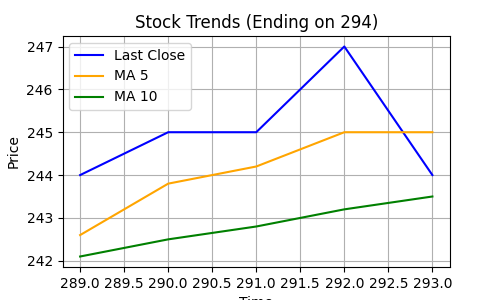 Stock Trends (Ending on 294)
Last Close
MA 5
MA 10
Price
247
246
245
244
243
242
289.0 289.5 290.0 290.5 291.0 291.5 292.0 292.5 293.0
Time